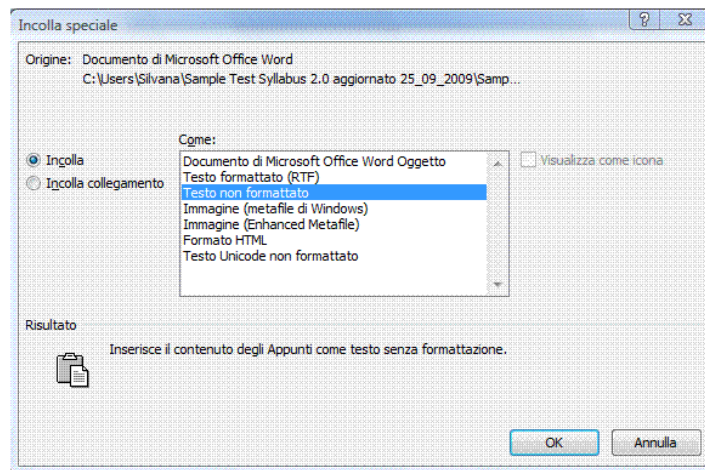 Incolla speciale
Origine: Documento di Microsoft Office Word
C:\Users\Silvana\Sample Test Syllabus 2.0 aggiornato 25_09_2009\Samp...
Come:
Incolla
Incolla collegamento
Documento di Microsoft Office Word Oggetto
Testo formattato (RTF)
Testo non formattato
Immagine (metafile di Windows)
Immagine (Enhanced Metafile)
Formato HTML
Testo Unicode non formattato
Visualizza come icona
Risultato
Inserisce il contenuto degli Appunti come testo senza formattazione.
OK Annulla